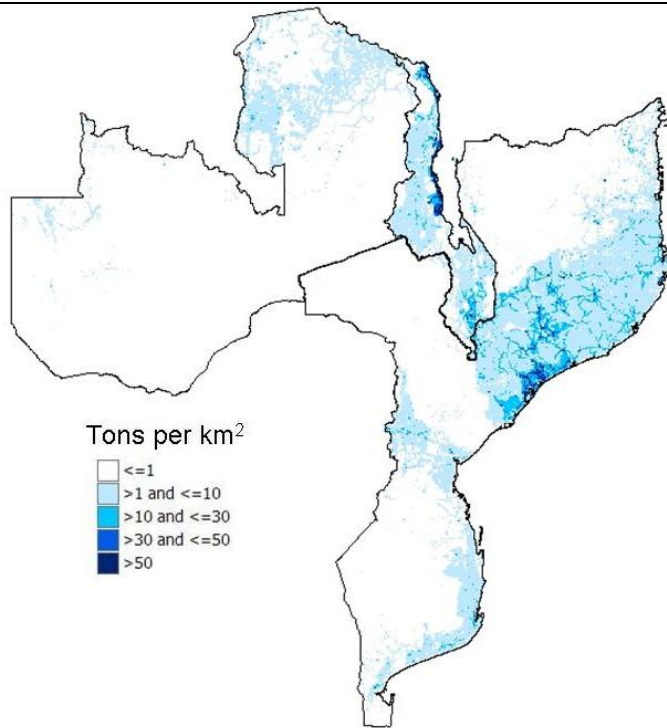 Tons per km²
<=1
>1 and <=10
>10 and <=30
>30 and <=50
>50